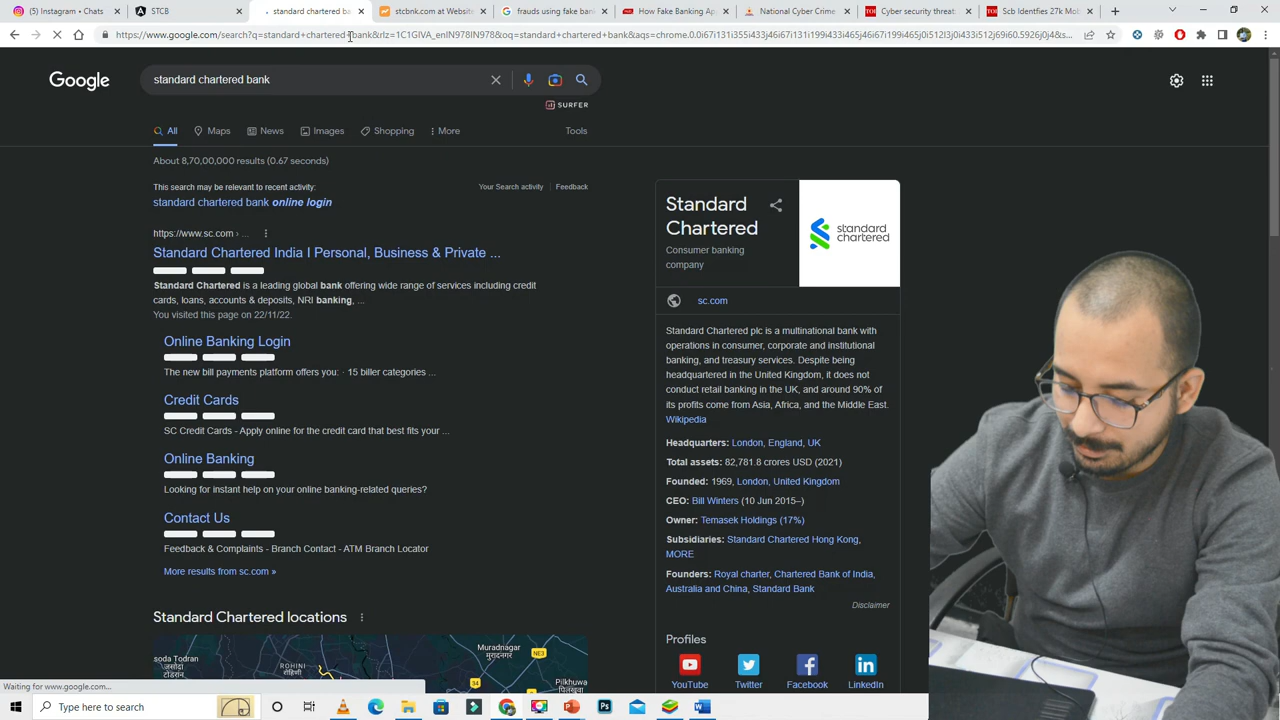 Instagram • Chats
STCB
standard chartered ba
stcbnk.com at Website
frauds using fake ban
How Fake Banking Ap
National Cyber Crime
Cyber security threat:
Scb Identfies 27k Mob
https://www.google.com/search?q=standard+chartered+bank&rlz=1C1GIVA_enIN978IN978&oq=standard+chartered+bank&aqs=chrome.0.0i67i131i355j46i67i131i199i433i465j46i67i199i465j46i67j0i512l3j0i433i512j69i60.5926j0j4&s...
Google
standard chartered bank
SURFER
All
Maps
News
Images
Shopping
More
Tools
About 8,70,00,000 results (0.67 seconds)
This search may be relevant to recent activity:
Your Search activity
Feedback
standard chartered bank online login
https://www.sc.com › ...
Standard Chartered India I Personal, Business & Private ...
Standard Chartered is a leading global bank offering wide range of services including credit
cards, loans, accounts & deposits, NRI banking, ...
You visited this page on 22/11/22.
Online Banking Login
The new bill payments platform offers you: · 15 biller categories ...
Credit Cards
SC Credit Cards - Apply online for the credit card that best fits your ...
Online Banking
Looking for instant help on your online banking-related queries?
Contact Us
Feedback & Complaints - Branch Contact - ATM Branch Locator
More results from sc.com »
Standard Chartered locations
soda Todran
जसोदा
टोडरान
ROHINI
रोहिणी
Muradnagar
मुरादनगर
NE3
34
Pilkhuwa
पिलखुवा
Standard
Chartered
Consumer banking
company
standard
chartered
sc.com
Standard Chartered plc is a multinational bank with
operations in consumer, corporate and institutional
banking, and treasury services. Despite being
headquartered in the United Kingdom, it does not
conduct retail banking in the UK, and around 90% of
its profits come from Asia, Africa, and the Middle East.
Wikipedia
Headquarters: London, England, UK
Total assets: 82,781.8 crores USD (2021)
Founded: 1969, London, United Kingdom
CEO: Bill Winters (10 Jun 2015–)
Owner: Temasek Holdings (17%)
Subsidiaries: Standard Chartered Hong Kong,
MORE
Founders: Royal charter, Chartered Bank of India,
Australia and China, Standard Bank
Disclaimer
Profiles
YouTube
Twitter
Facebook
LinkedIn
Waiting for www.google.com...
Type here to search